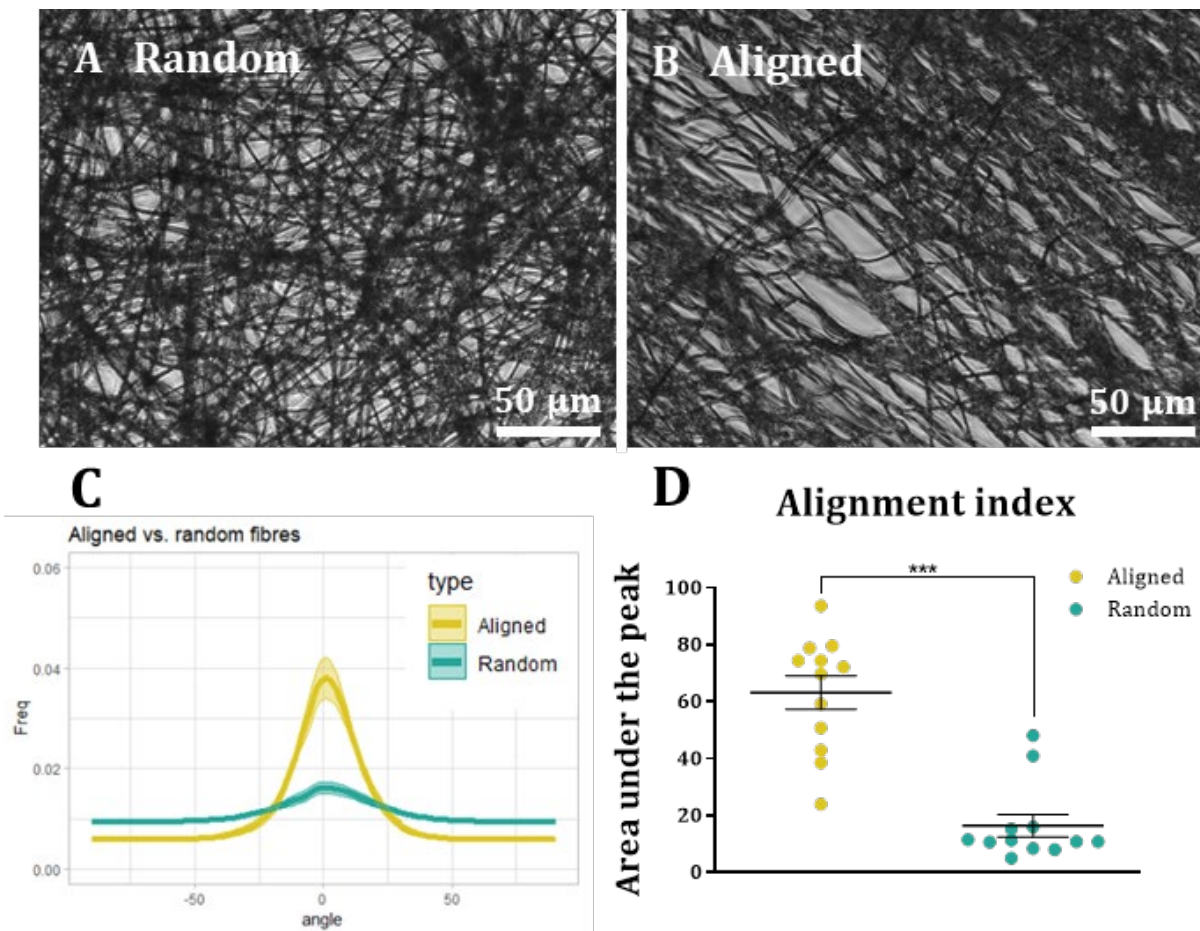 A Random
B Aligned
50 µm
50 µm
C
Aligned vs. random fibres
type
Aligned
Random
0.06
0.04
0.02
0.00
Freq
-50
0
50
angle
D
Alignment index
***
Aligned
Random
100
80
60
40
20
0
Area under the peak